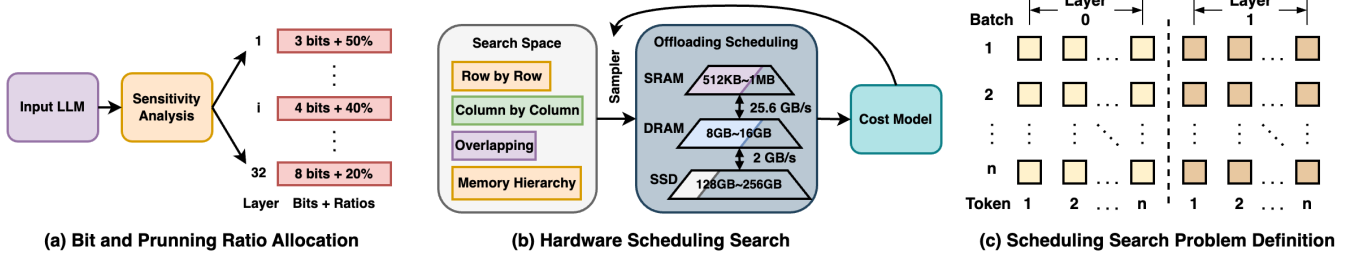 Input LLM
Sensitivity
Analysis
1
3 bits + 50%
i
4 bits + 40%
32
8 bits + 20%
Layer
Bits + Ratios
(a) Bit and Prunning Ratio Allocation
Search Space
Row by Row
Column by Column
Overlapping
Memory Hierarchy
Sampler
Offloading Scheduling
SRAM
512KB~1MB
25.6 GB/s
DRAM
8GB~16GB
2 GB/s
SSD
128GB~256GB
Cost Model
(b) Hardware Scheduling Search
Layer
Layer
Batch
0
1
1
...
...
2
...
...
n
...
...
Token
1
2
...
n
1
2
...
n
(c) Scheduling Search Problem Definition